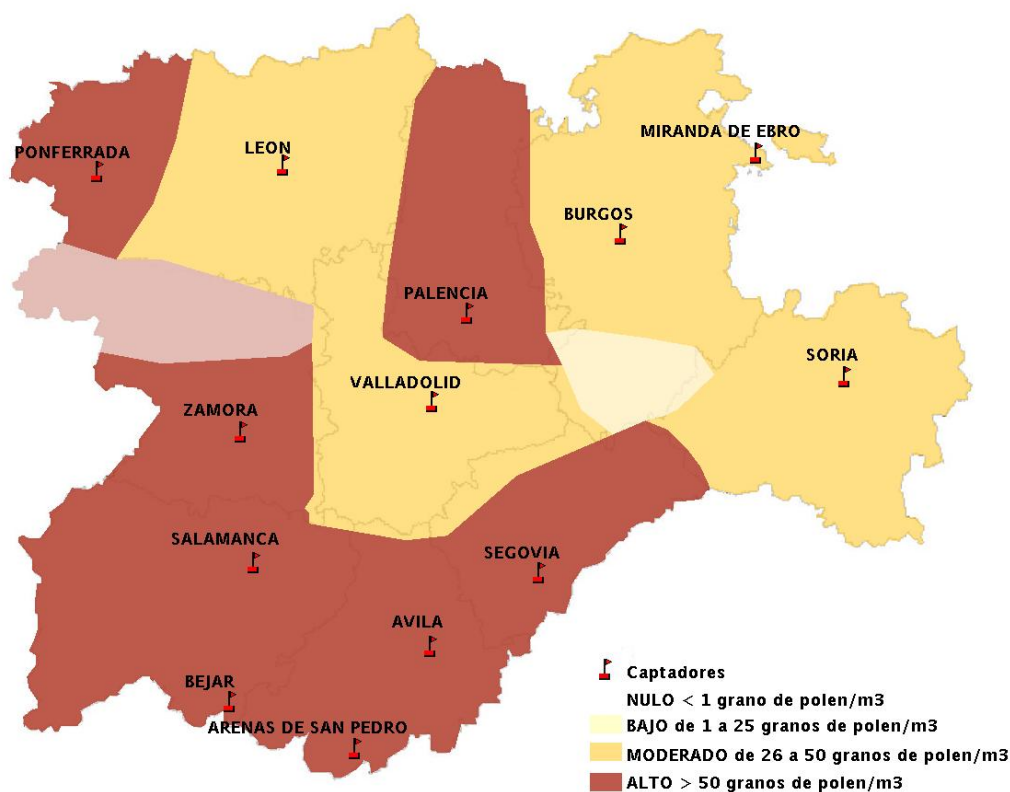 MIRANDA DE EBRO
PONFERRADA
LEON
BURGOS
PALENCIA
SORIA
VALLADOLID
ZAMORA
SALAMANCA
SEGOVIA
AVILA
BEJAR
ARENAS DE SAN PEDRO
Captadores
NULO < 1 grano de polen/m3
BAJO de 1 a 25 granos de polen/m3
MODERADO de 26 a 50 granos de polen/m3
ALTO > 50 granos de polen/m3